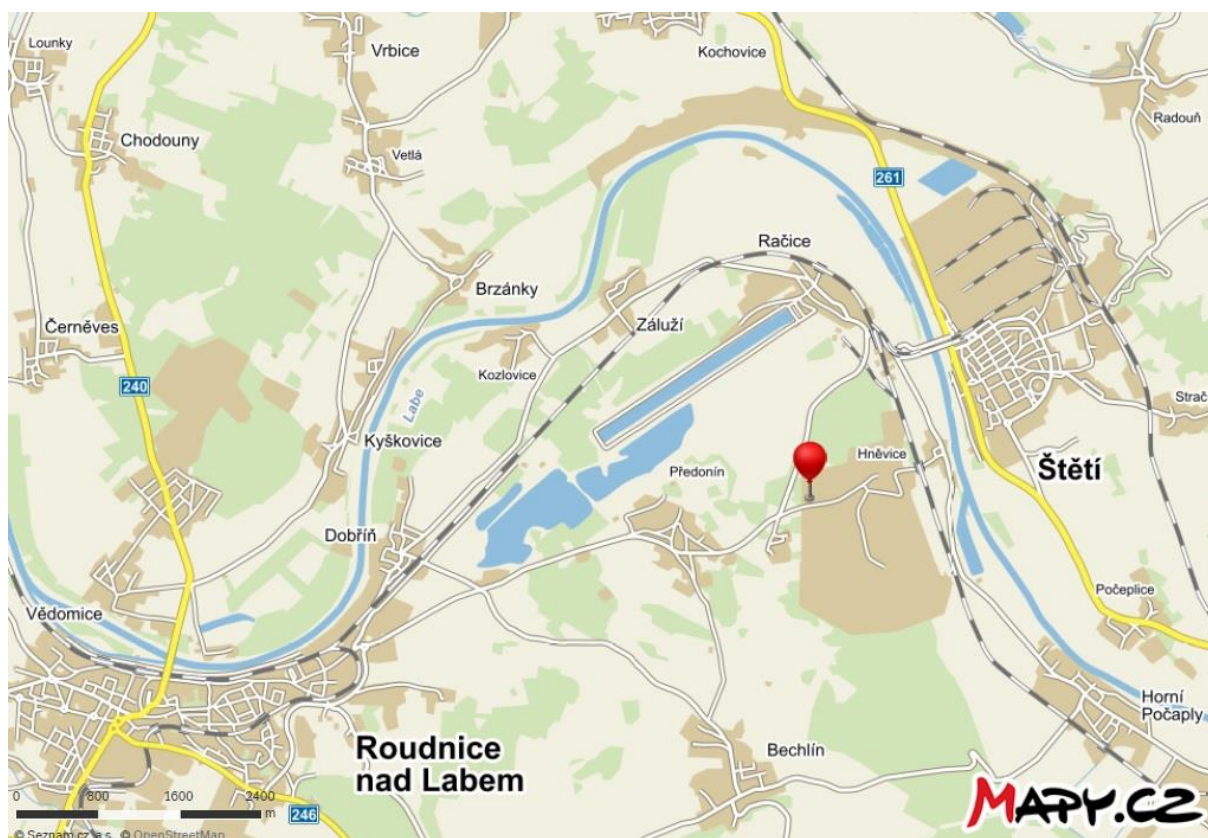 Lounky
Vrbice
Kochovice
Radouň
Chodouny
Vetlá
261
Račice
Brzánky
Záluží
Černěves
Kozlovice
240
Labe
Strač
Kyškovice
Hněvice
Předonín
Štětí
Dobříň
Počeplice
Vědomice
Horní
Počaply
Roudnice
nad Labem
Bechlín
0 800 1600 2400
m
246
MAPY.CZ
© Seznam.cz, a.s., © OpenStreetMap